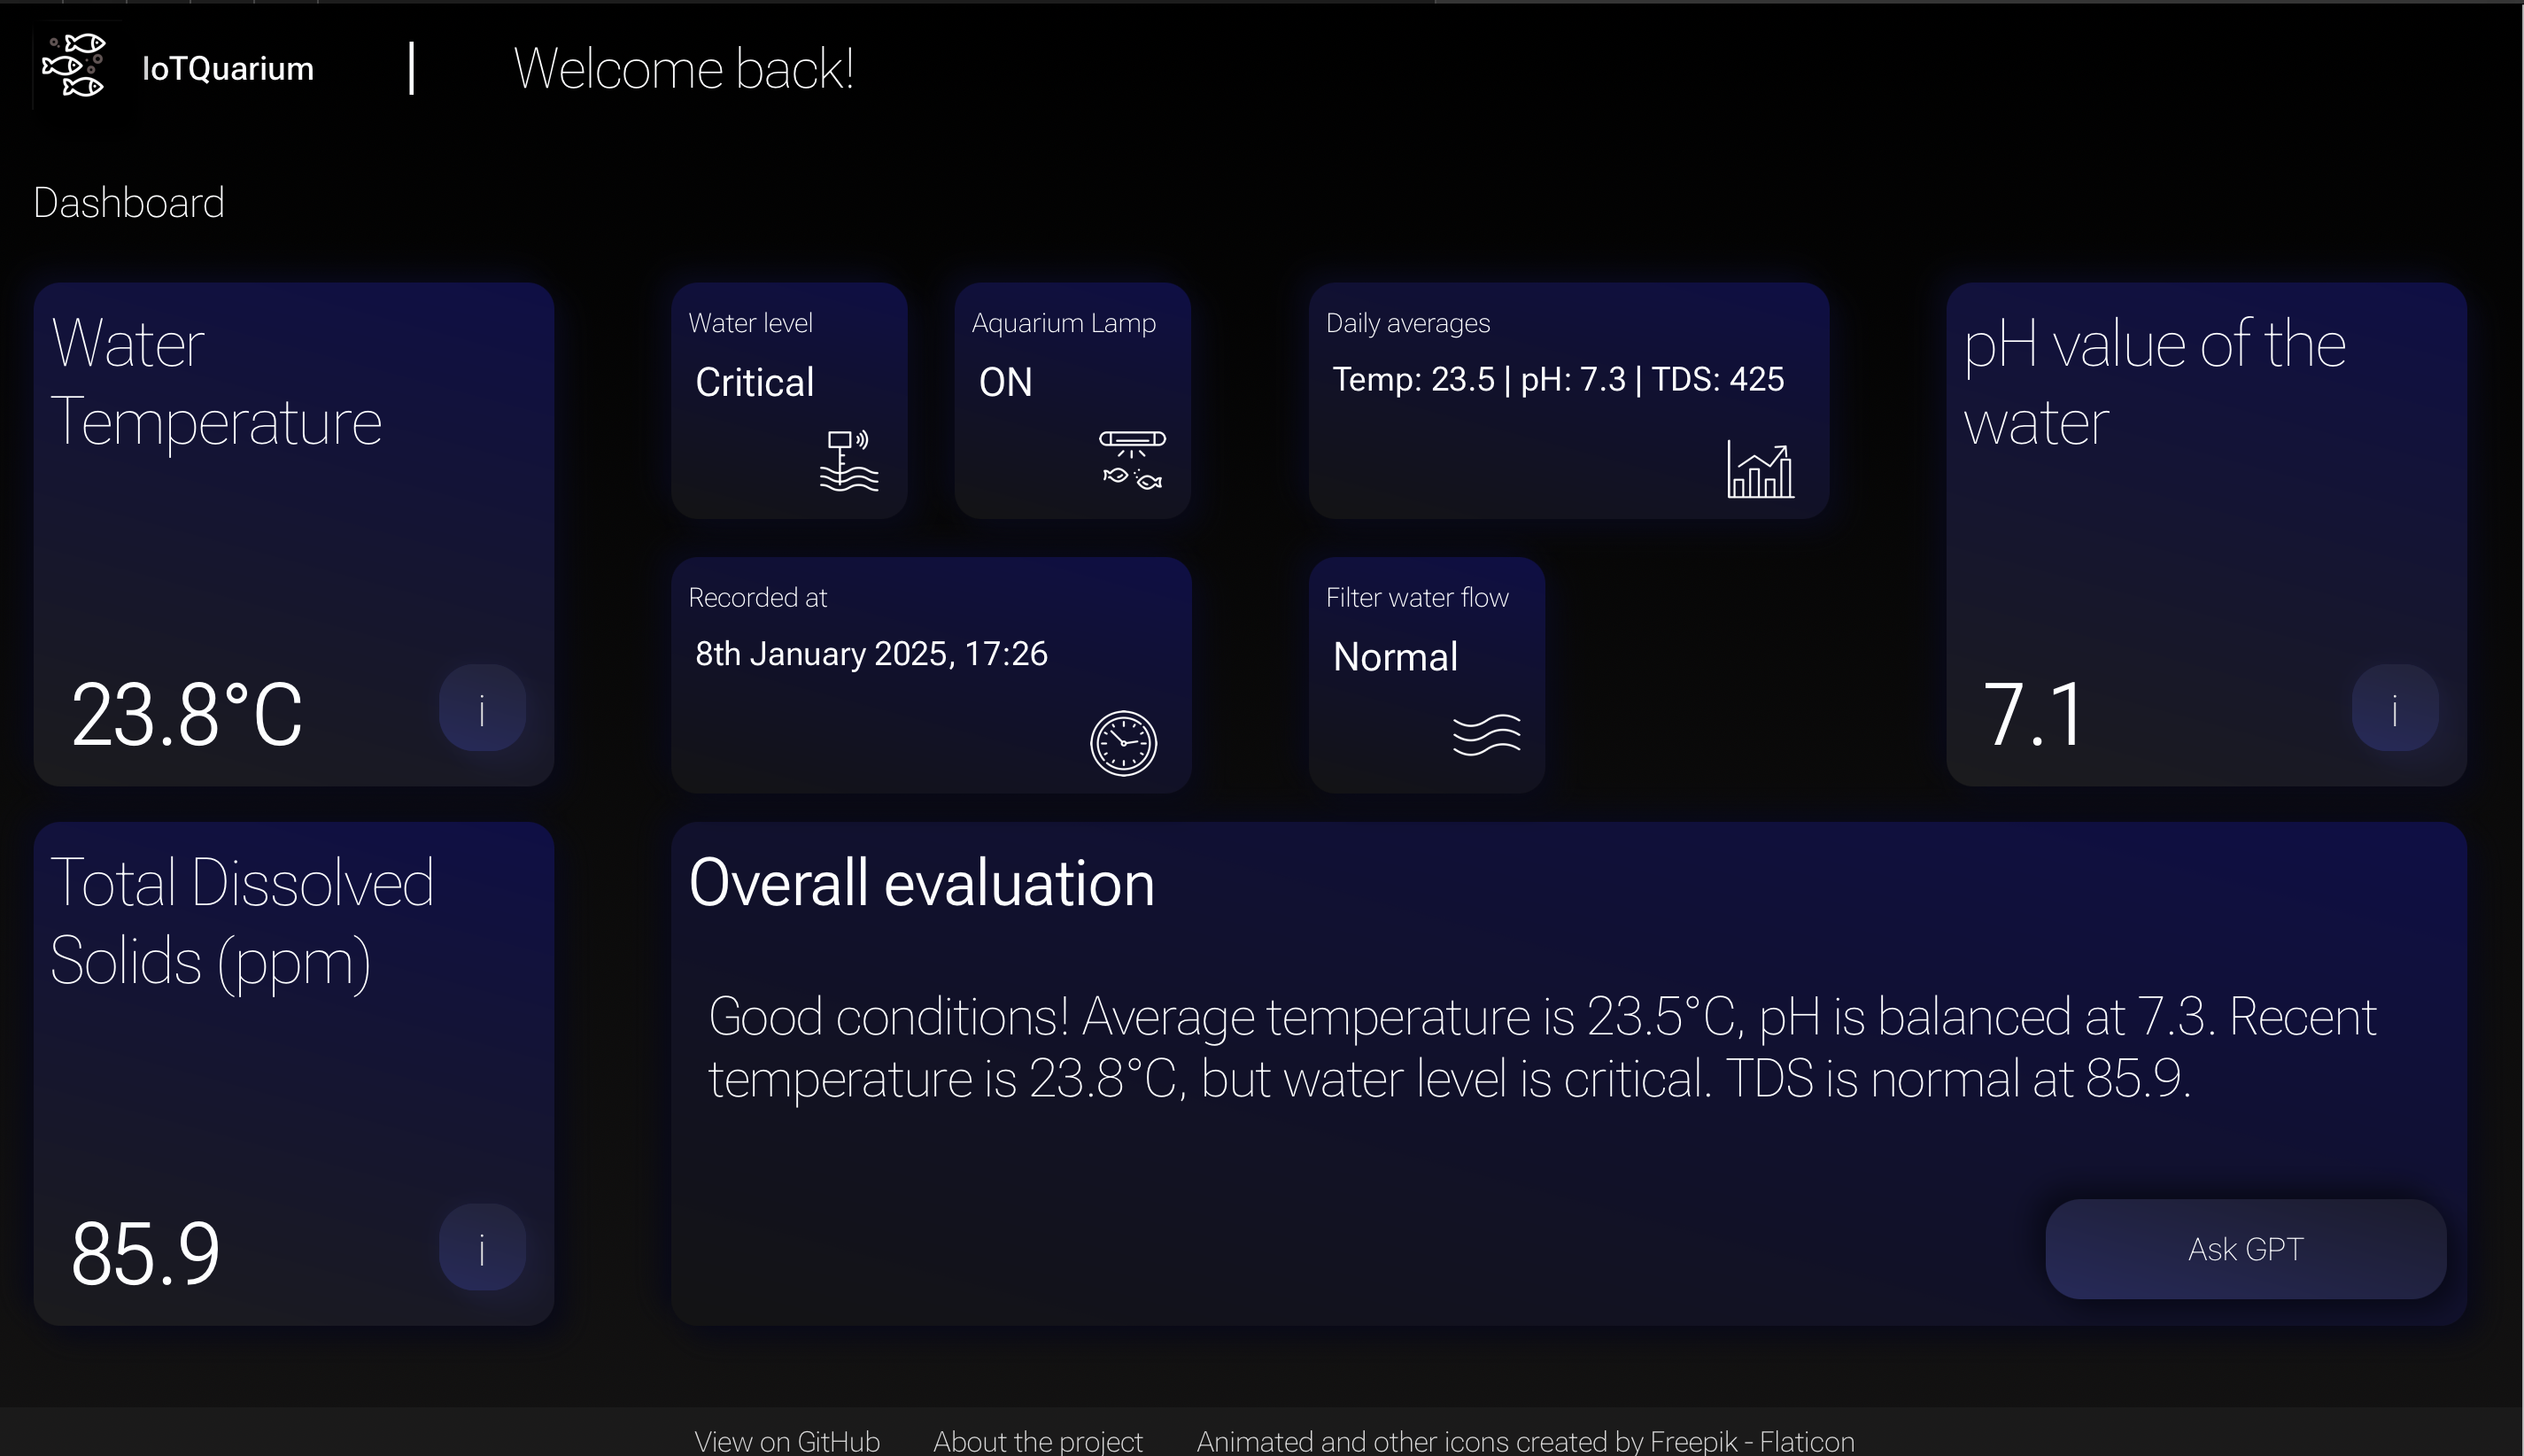 IoTQuarium
Welcome back!
Dashboard
Water
Temperature
23.8°C
i
Water level
Critical
Aquarium Lamp
ON
Daily averages
Temp: 23.5 | pH: 7.3 | TDS: 425
pH value of the
water
7.1
i
Recorded at
8th January 2025, 17:26
Filter water flow
Normal
Total Dissolved
Solids (ppm)
85.9
i
Overall evaluation
Good conditions! Average temperature is 23.5°C, pH is balanced at 7.3. Recent
temperature is 23.8°C, but water level is critical. TDS is normal at 85.9.
Ask GPT
View on GitHub
About the project
Animated and other icons created by Freepik - Flaticon